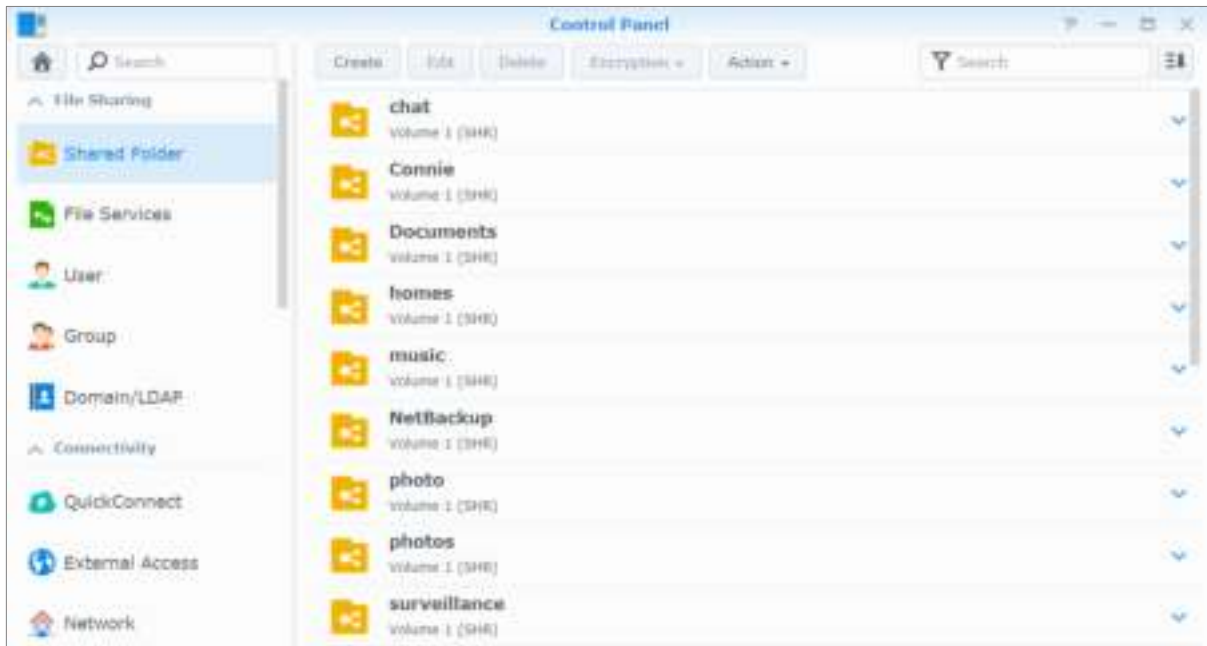 Control Panel
Search
Create Edit Delete Encryption Action Search
File Sharing
Shared Folder
File Services
User
Group
Domain/LDAP
Connectivity
QuickConnect
External Access
Network
chat
Volume 1 (SHR)
Connie
Volume 1 (SHR)
Documents
Volume 1 (SHR)
homes
Volume 1 (SHR)
music
Volume 1 (SHR)
NetBackup
Volume 1 (SHR)
photo
Volume 1 (SHR)
photos
Volume 1 (SHR)
surveillance
Volume 1 (SHR)